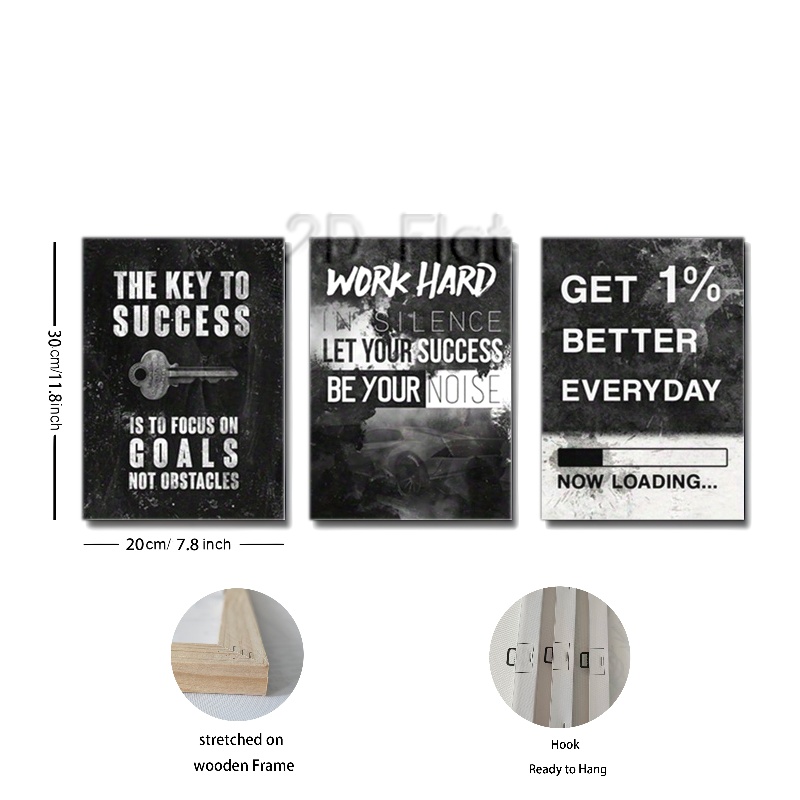 2P Flat
THE KEY TO
SUCCESS
IS TO FOCUS ON
GOALS
NOT OBSTACLES
WORK HARD
IN SILENCE
LET YOUR SUCCESS
BE YOUR NOISE
GET 1%
BETTER
EVERYDAY
NOW LOADING...
30cm/11.8inch
20cm/ 7.8 inch
stretched on
wooden Frame
Hook
Ready to Hang